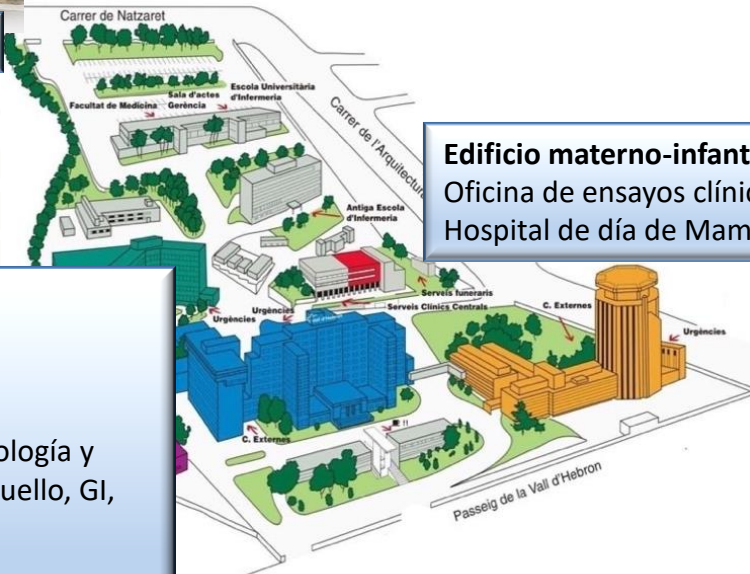 Carrer de Natzaret
Sala d'actes
Escola Universitària
d'Infermeria
Facultat de Medicina
Gerència
Carrer de l'Arquitectura
Edificio materno-infant
Oficina de ensayos clínic
Hospital de día de Mam
Antiga Escola
d'Infermeria
Serveis funeraris
Serveis Clínics Centrals
C. Externes
Urgències
Urgències
Urgències
ología y
uello, GI,
C. Externes
Passeig de la Vall d'Hebron